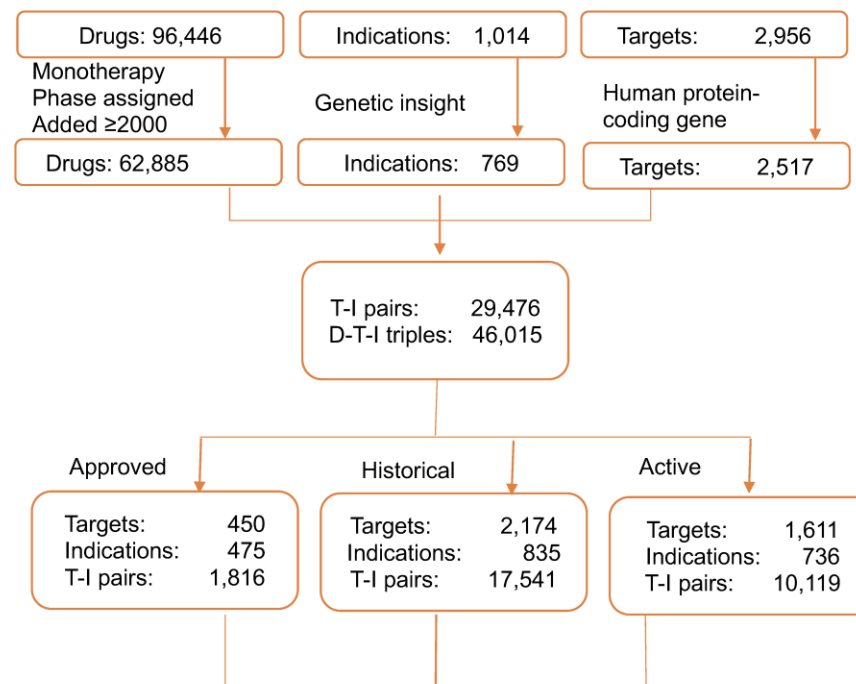 Drugs: 96,446
Indications: 1,014
Targets: 2,956
Monotherapy
Phase assigned
Added ≥2000
Genetic insight
Human protein-
coding gene
Drugs: 62,885
Indications: 769
Targets: 2,517
T-I pairs: 29,476
D-T-I triples: 46,015
Approved
Historical
Active
Targets: 450
Indications: 475
T-I pairs: 1,816
Targets: 2,174
Indications: 835
T-I pairs: 17,541
Targets: 1,611
Indications: 736
T-I pairs: 10,119